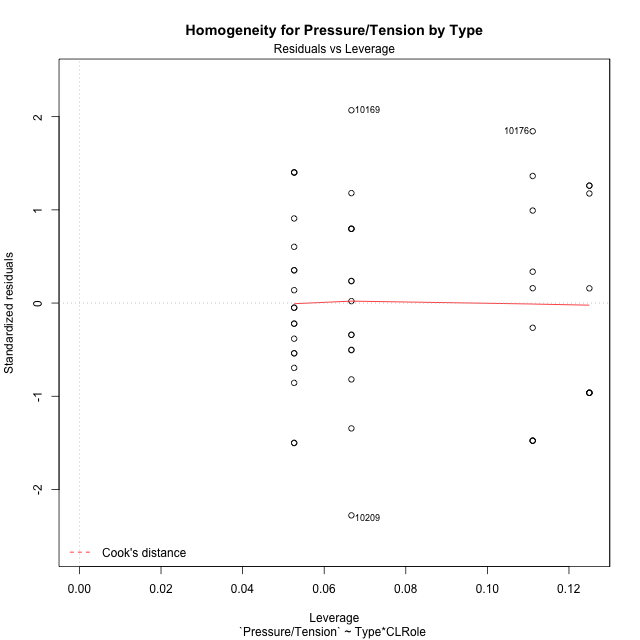 Homogeneity for Pressure/Tension by Type
Residuals vs Leverage
10169
10176
2
1
0
-1
-2
Standardized residuals
10209
Cook's distance
0.00 0.02 0.04 0.06 0.08 0.10 0.12
Leverage
`Pressure/Tension` ~ Type*CLRole